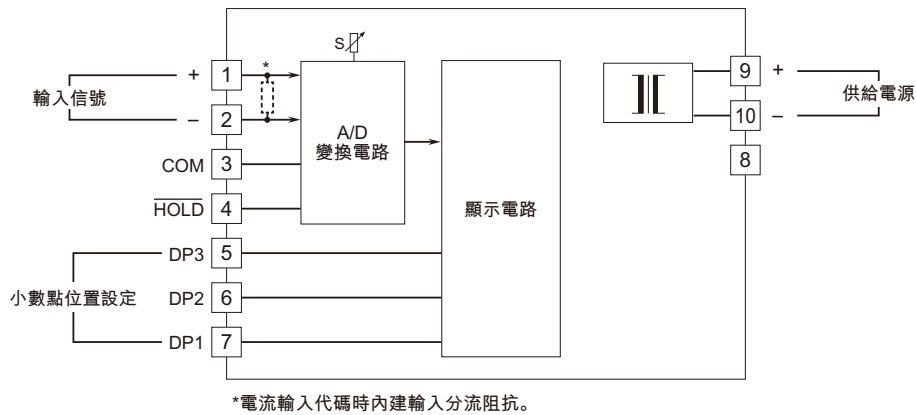 S
*
+ 1
輸入信號
– 2
A/D
變換電路
COM 3
HOLD 4
DP3 5
小數點位置設定
DP2 6
DP1 7
顯示電路
9 +
供給電源
10 –
8
*電流輸入代碼時內建輸入分流阻抗。